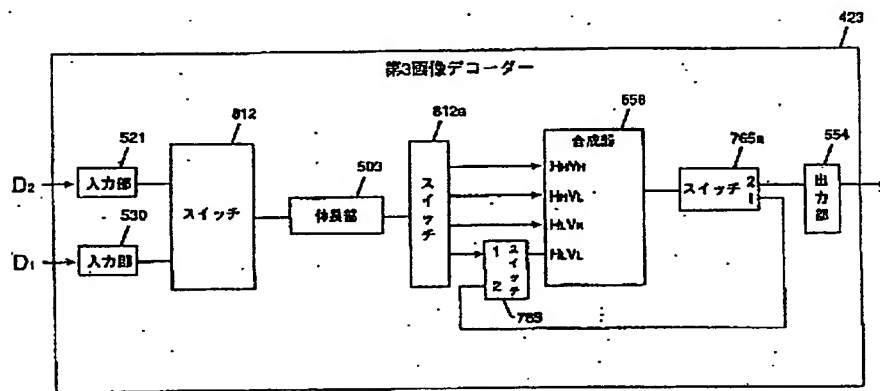 423
第3画像デコーダー
812
812a
556
521
503
765a
554
合成部
D2
入力部
スイッチ
伸長部
スイッチ
HHVH
HHVL
HLVH
HLVL
スイッチ
2
1
出力部
530
D1
入力部
1
2
スイッチ
765